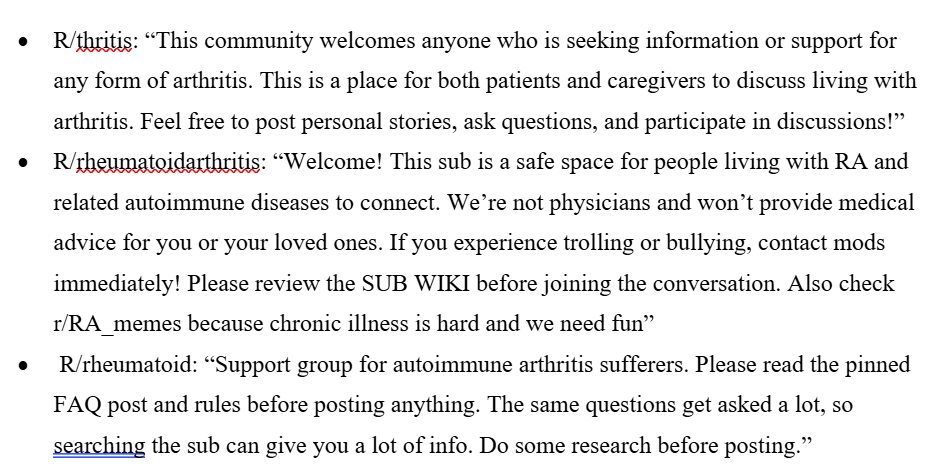 • R/thritis: “This community welcomes anyone who is seeking information or support for
any form of arthritis. This is a place for both patients and caregivers to discuss living with
arthritis. Feel free to post personal stories, ask questions, and participate in discussions!”
• R/rheumatoidarthritis: “Welcome! This sub is a safe space for people living with RA and
related autoimmune diseases to connect. We’re not physicians and won’t provide medical
advice for you or your loved ones. If you experience trolling or bullying, contact mods
immediately! Please review the SUB WIKI before joining the conversation. Also check
r/RA_memes because chronic illness is hard and we need fun”
• R/rheumatoid: “Support group for autoimmune arthritis sufferers. Please read the pinned
FAQ post and rules before posting anything. The same questions get asked a lot, so
searching the sub can give you a lot of info. Do some research before posting.”